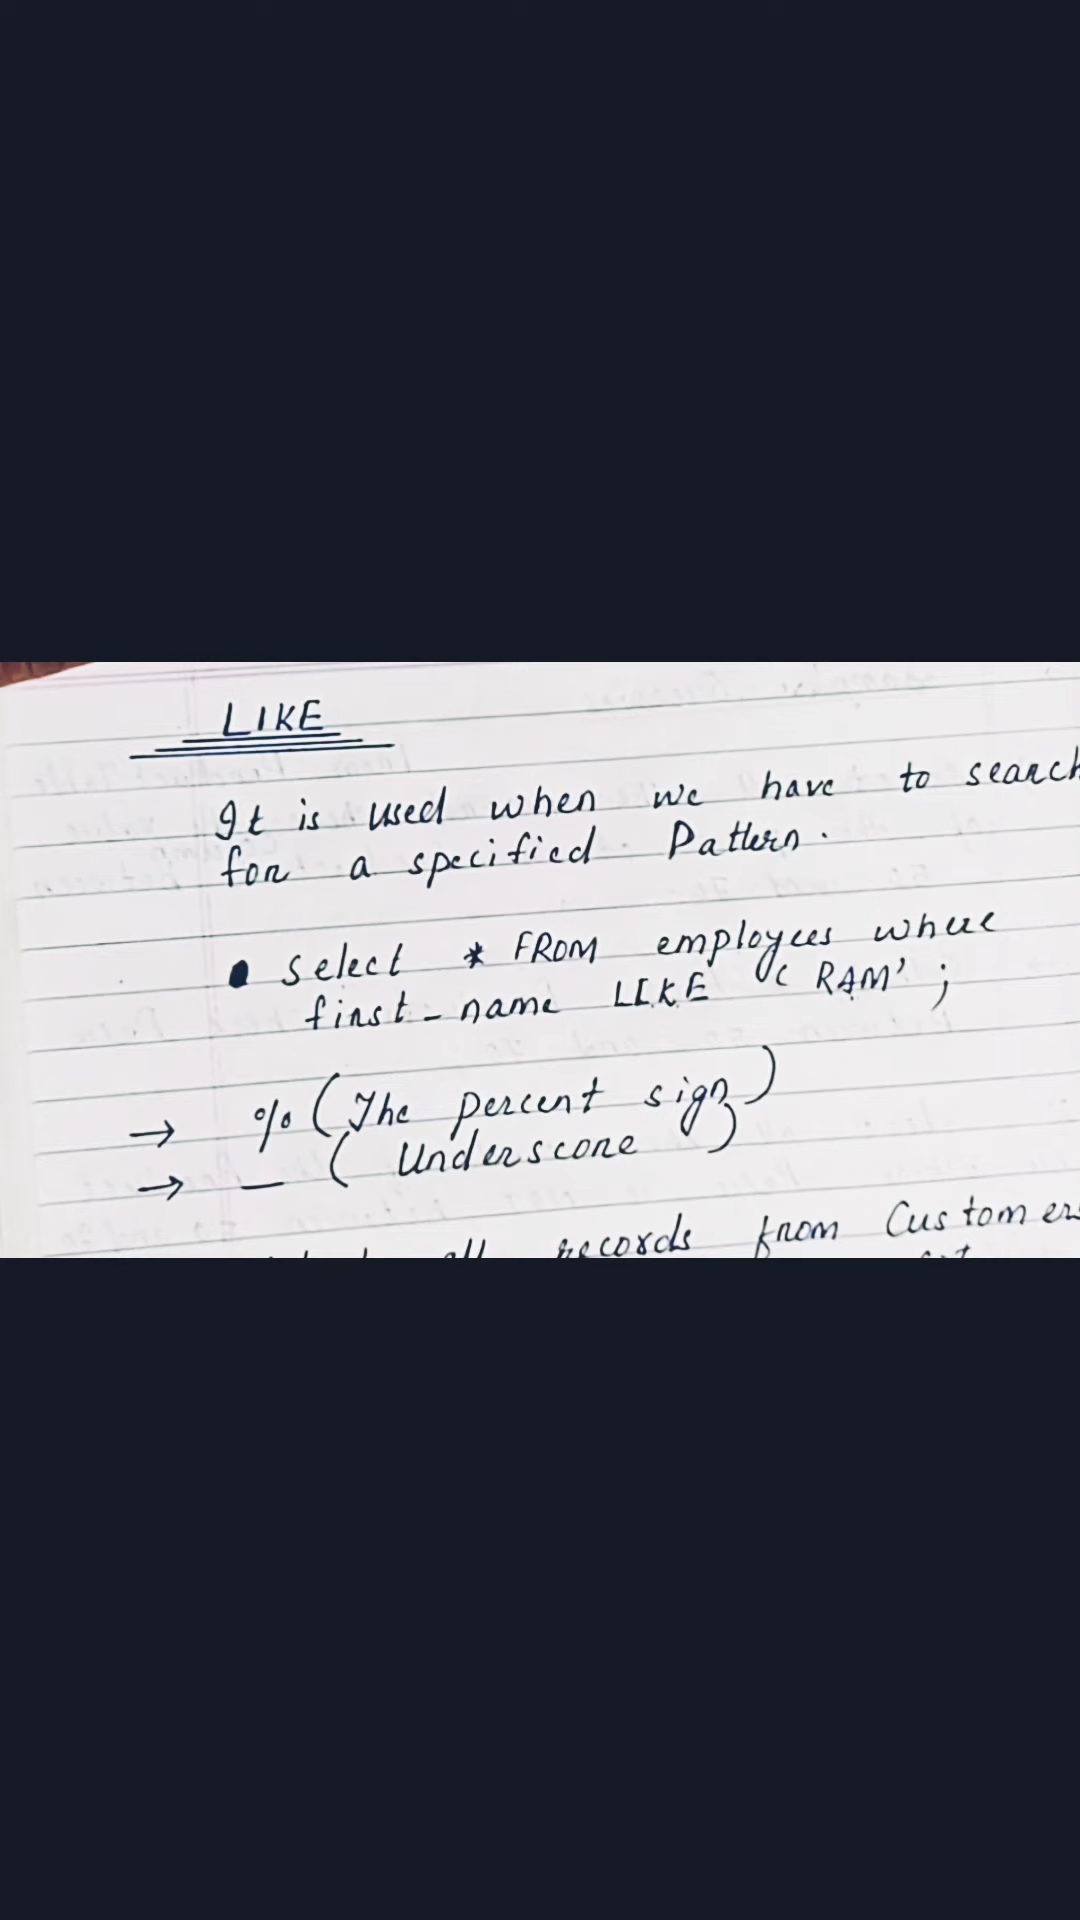 LIKE
It is used when we have to search
for a specified Pattern.
select * FROM employees where
first_name LIKE ‘RAM’;
→ % (The percent sign)
→ _ (Underscore)
all records from Customers